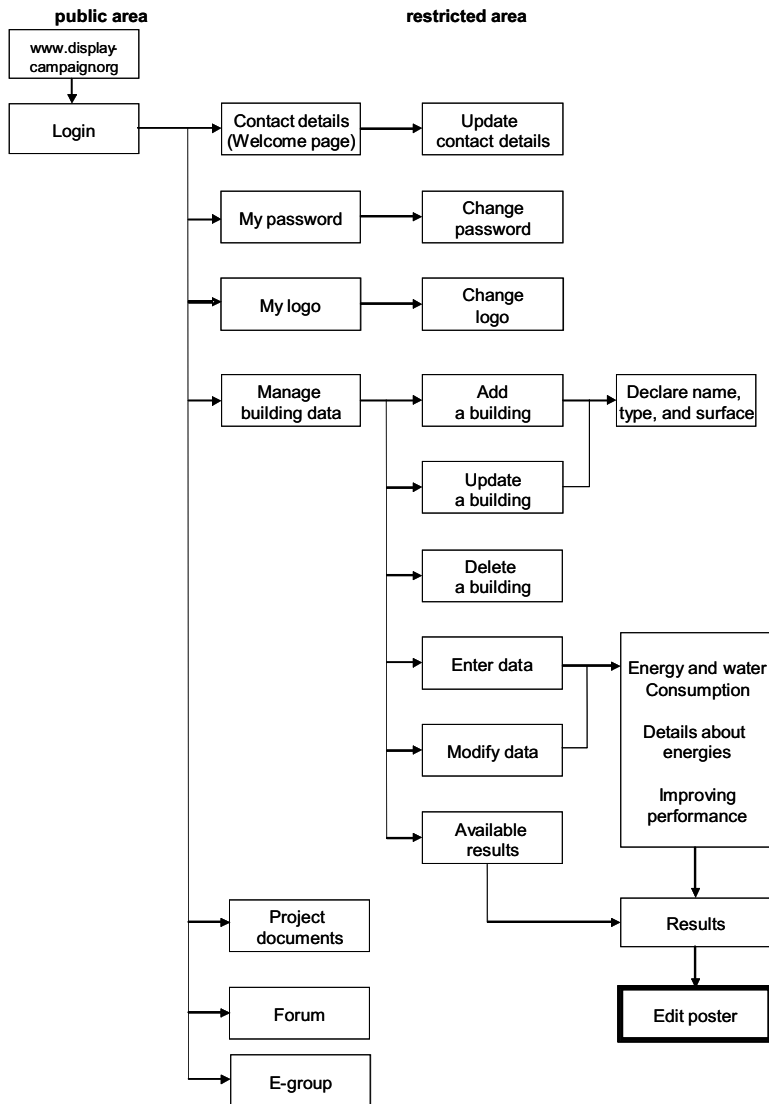 public area
restricted area
www.display-
campaignorg
Login
Contact details
(Welcome page)
Update
contact details
My password
Change
password
My logo
Change
logo
Manage
building data
Add
a building
Declare name,
type, and surface
Update
a building
Delete
a building
Enter data
Energy and water
Consumption
Details about
energies
Improving
performance
Modify data
Available
results
Project
documents
Results
Forum
Edit poster
E-group